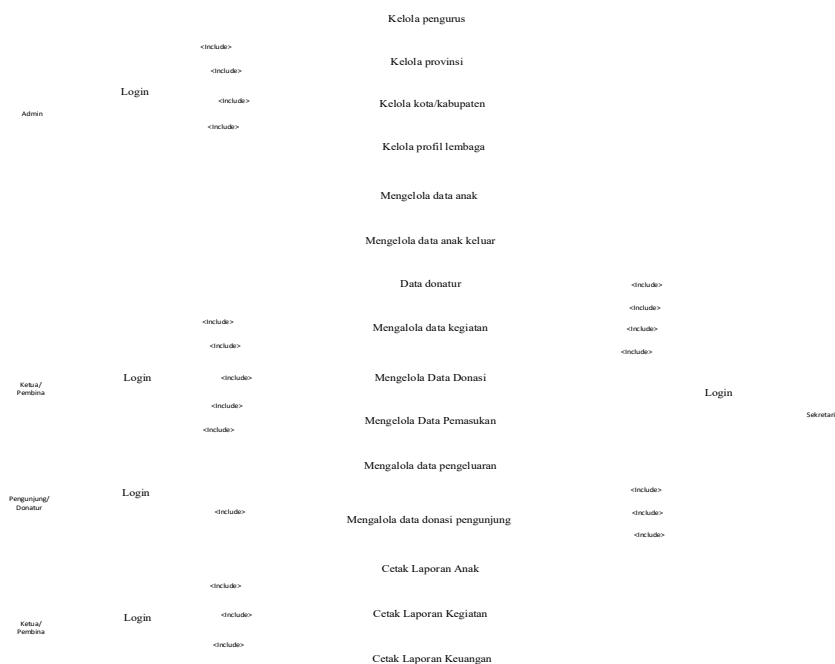 Kelola pengurus
<Include>
Kelola provinsi
<Include>
Login
<Include>
Kelola kota/kabupaten
Admin
<Include>
Kelola profil lembaga
Mengelola data anak
Mengelola data anak keluar
Data donatur
<Include>
<Include>
<Include>
Mengalola data kegiatan
<Include>
<Include>
<Include>
Ketua/
Pembina
Login
<Include>
Mengelola Data Donasi
Login
<Include>
Mengelola Data Pemasukan
Sekretari
<Include>
Mengalola data pengeluaran
Pengunjung/
Donatur
Login
<Include>
<Include>
Mengalola data donasi pengunjung
<Include>
<Include>
Cetak Laporan Anak
<Include>
Ketua/
Pembina
Login
<Include>
Cetak Laporan Kegiatan
<Include>
Cetak Laporan Keuangan